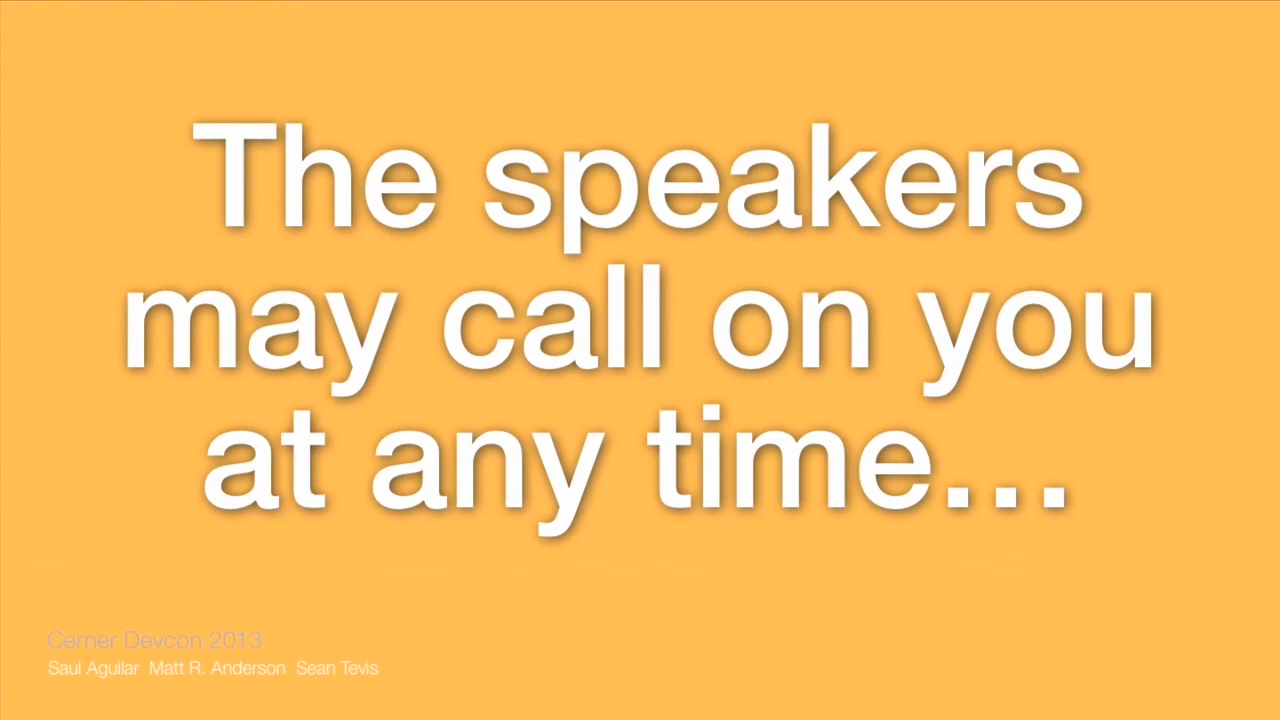 The speakers
may call on you
at any time...
Cerner Devcon 2013
Saul Aguilar Matt R. Anderson Sean Tevis